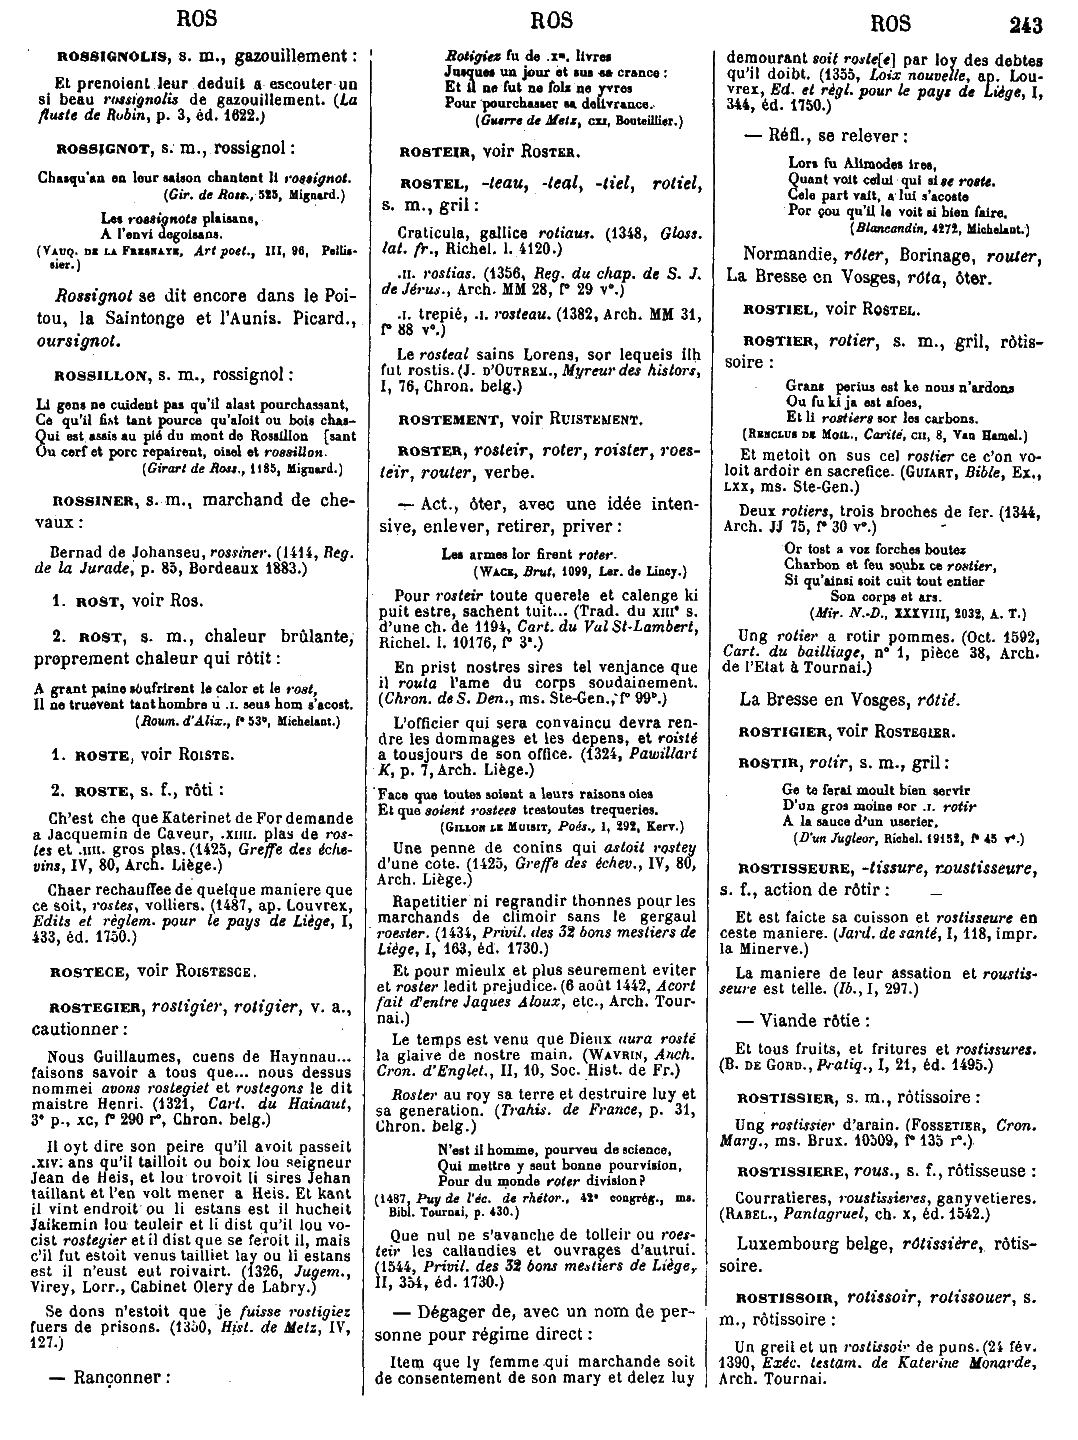 ROS
ROS
ROS
243
ROSSIGNOLIS, s. m., gazouillement :
Et prenoient leur deduit a escouter un
si beau rossignolis de gazouillement. (La
fluste de Robin, p. 3, éd. 1622.)
ROSSIGNOT, s. m., rossignol :
Chasqu'an en leur saison chantent li rossignot.
(Gir. de Ross., 525, Mignard.)
Les rossignots plaisans,
A l'envi degoisans.
(VAUQ. DE LA FRESNAYE, Art poet., III, 96, Pellis-
sier.)
Rossignot se dit encore dans le Poi-
tou, la Saintonge et l'Aunis. Picard.,
oursignot.
ROSSILLON, s. m., rossignol :
Li gens ne cuident pas qu'il alast pourchassant,
Ce qu'il fist tant pource qu'aloit ou bois chas-
Qui est assis au pié du mont de Rossillon [sant
Ou cerf et porc repairent, oisel et rossillon.
(Girart de Ross., 1185, Mignard.)
ROSSINER, s. m., marchand de che-
vaux :
Bernad de Johanseu, rossiner. (1414, Reg.
de la Jurade, p. 85, Bordeaux 1883.)
1. ROST, voir ROS.
2. ROST, s. m., chaleur brûlante,
proprement chaleur qui rôtit :
A grant paine soufrirent le calor et le rost,
Il ne truevent tant hombre u .I. seus hom s'acost.
(Roum. d'Alix., f° 53b, Michelant.)
1. ROSTE, voir ROISTE.
2. ROSTE, s. f., rôti :
Ch'est che que Katerinet de For demande
a Jacquemin de Caveur, .XIIII. plas de ros-
tes et .IIII. gros plas. (1425, Greffe des éche-
vins, IV, 80, Arch. Liège.)
Chaer rechauffee de quelque maniere que
ce soit, rostes, volliers. (1487, ap. Louvrex,
Edits et règlem. pour le pays de Liège, I,
433, éd. 1750.)
ROSTECE, voir ROISTESCE.
ROSTEGIER, rostigier, rotigier, v. a.,
cautionner :
Nous Guillaumes, cuens de Haynnau...
faisons savoir a tous que... nous dessus
nommei avons rostegiet et rostegons le dit
maistre Henri. (1321, Cart. du Hainaut,
3e p., XC, f° 290 r°, Chron. belg.)
Il oyt dire son peire qu'il avoit passeit
.XIV. ans qu'il tailloit ou boix lou seigneur
Jean de Heis, et lou trovoit li sires Jehan
taillant et l'en volt mener a Heis. Et kant
il vint endroit ou li estans est il hucheit
Jaikemin lou teuleir et li dist qu'il lou vo-
cist rostegier et il dist que se feroit il, mais
c'il fut estoit venus tailliet lay ou li estans
est il n'eust eut roivairt. (1326, Jugem.,
Virey, Lorr., Cabinet Olery de Labry.)
Se dons n'estoit que je fuisse rostigiez
fuers de prisons. (1350, Hist. de Metz, IV,
127.)
— Rançonner :
Rotigiez fu de .Xm. livres
Jusques un jour et sus sa crance :
Et il ne fut ne folz ne yvres
Pour pourchasser sa delivrance.
(Guerre de Metz, CXI, Bouteillier.)
ROSTEIR, voir ROSTER.
ROSTEL, -teau, -teal, -tiel, rotiel,
s. m., gril :
Craticula, gallice rotiaus. (1348, Gloss.
lat. fr., Richel. l. 4120.)
.II. rostias. (1356, Reg. du chap. de S. J.
de Jérus., Arch. MM 28, f° 29 v°.)
.I. trepié, .I. rosteau. (1382, Arch. MM 31,
f° 88 v°.)
Le rosteal sains Lorens, sor lequeis ilh
fut rostis. (J. D'OUTREM., Myreur des histors,
I, 76, Chron. belg.)
ROSTEMENT, voir RUISTEMENT.
ROSTER, rosteir, roter, roister, roes-
teir, router, verbe.
— Act., ôter, avec une idée inten-
sive, enlever, retirer, priver :
Les armes lor firent roter.
(WACE, Brut, 1099, Ler. de Lincy.)
Pour rosteir toute querele et calenge ki
puit estre, sachent tuit... (Trad. du XIIIe s.
d'une ch. de 1194, Cart. du Val St-Lambert,
Richel. l. 10176, f° 3a.)
En prist nostres sires tel venjance que
il routa l'ame du corps soudainement.
(Chron. de S. Den., ms. Ste-Gen., f° 99b.)
L'officier qui sera convaincu devra ren-
dre les dommages et les depens, et roisté
a tousjours de son office. (1324, Pawillart
K, p. 7, Arch. Liège.)
Face que toutes soient a leurs raisons oies
Et que soient rostees trestoutes trequeries.
(GILLON LE MUISIT, Poés., I, 292, Kerv.)
Une penne de conins qui astoit rostey
d'une cote. (1425, Greffe des échev., IV, 80,
Arch. Liège.)
Rapetitier ni regrandir thonnes pour les
marchands de climoir sans le gergaul
roester. (1434, Privil. des 32 bons mestiers de
Liège, I, 163, éd. 1730.)
Et pour mieulx et plus seurement eviter
et roster ledit prejudice. (6 août 1442, Acort
fait d'entre Jaques Aloux, etc., Arch. Tour-
nai.)
Le temps est venu que Dieux aura rosté
la glaive de nostre main. (WAVRIN, Anch.
Cron. d'Englet., II, 10, Soc. Hist. de Fr.)
Roster au roy sa terre et destruire luy et
sa generation. (Trahis. de France, p. 31,
Chron. belg.)
N'est il homme, pourveu de science,
Qui mettre y seut bonne pourvision,
Pour du monde roter division ?
(1487, Puy de l'éc. de rhétor., 42e congrég., ms.
Bibl. Tournai, p. 430.)
Que nul ne s'avanche de tolleir ou roes-
teir les callandies et ouvrages d'autrui.
(1544, Privil. des 32 bons mestiers de Liège,
II, 354, éd. 1730.)
— Dégager de, avec un nom de per-
sonne pour régime direct :
Item que ly femme qui marchande soit
de consentement de son mary et delez luy
demourant soit roste[e] par loy des debtes
qu'il doibt. (1355, Loix nouvelle, ap. Lou-
vrex, Ed. et règl. pour le pays de Liège, I,
344, éd. 1750.)
— Réfl., se relever :
Lors fu Alimodes ires,
Quant voit celui qui si se roste.
Cele part vait, a lui s'acoste
Por çou qu'il le voit si bien faire.
(Blancandin, 4272, Michelant.)
Normandie, rôter, Borinage, router,
La Bresse en Vosges, rôta, ôter.
ROSTIEL, voir ROSTEL.
ROSTIER, rotier, s. m., gril, rôtis-
soire :
Grans perius est ke nous n'ardons
Ou fu ki ja est afoes,
Et li rostiers sor les carbons.
(RENCLUS DE MOIL., Carité, CII, 8, Van Hamel.)
Et metoit on sus cel rostier ce c'on vo-
loit ardoir en sacrefice. (GUIART, Bible, Ex.,
LXX, ms. Ste-Gen.)
Deux rotiers, trois broches de fer. (1344,
Arch. JJ 75, f° 30 v°.)
Or tost a voz forches boutez
Charbon et feu soubz ce rostier,
Si qu'ainsi soit cuit tout entier
Son corps et ars.
(Mir. N.-D., XXXVIII, 2032, A. T.)
Ung rotier a rotir pommes. (Oct. 1592,
Cart. du bailliage, n° 1, pièce 38, Arch.
de l'Etat à Tournai.)
La Bresse en Vosges, rôtié.
ROSTIGIER, voir ROSTEGIER.
ROSTIR, rotir, s. m., gril :
Ge te ferai moult bien servir
D'un gros moine sor .I. rotir
A la sauce d'un userier.
(D'un Jugleor, Richel. 19152, f° 45 v°.)
ROSTISSEURE, -tissure, roustisseure,
s. f., action de rôtir :
Et est faicte sa cuisson et rostisseure en
ceste maniere. (Jard. de santé, I, 118, impr.
la Minerve.)
La maniere de leur assation et roustis-
seure est telle. (Ib., I, 297.)
— Viande rôtie :
Et tous fruits, et fritures et rostissures.
(B. DE GORD., Pratiq., I, 21, éd. 1495.)
ROSTISSIER, s. m., rôtissoire :
Ung rostissier d'arain. (FOSSETIER, Cron.
Marg., ms. Brux. 10509, f° 135 r°.)
ROSTISSIERE, rous., s. f., rôtisseuse :
Courratieres, roustissieres, ganyvetieres.
(RABEL., Pantagruel, ch. X, éd. 1542.)
Luxembourg belge, rôtissière, rôtis-
soire.
ROSTISSOIR, rotissoir, rotissouer, s.
m., rôtissoire :
Un greil et un rostissoir de puns. (24 fév.
1390, Exéc. testam. de Katerine Monarde,
Arch. Tournai.